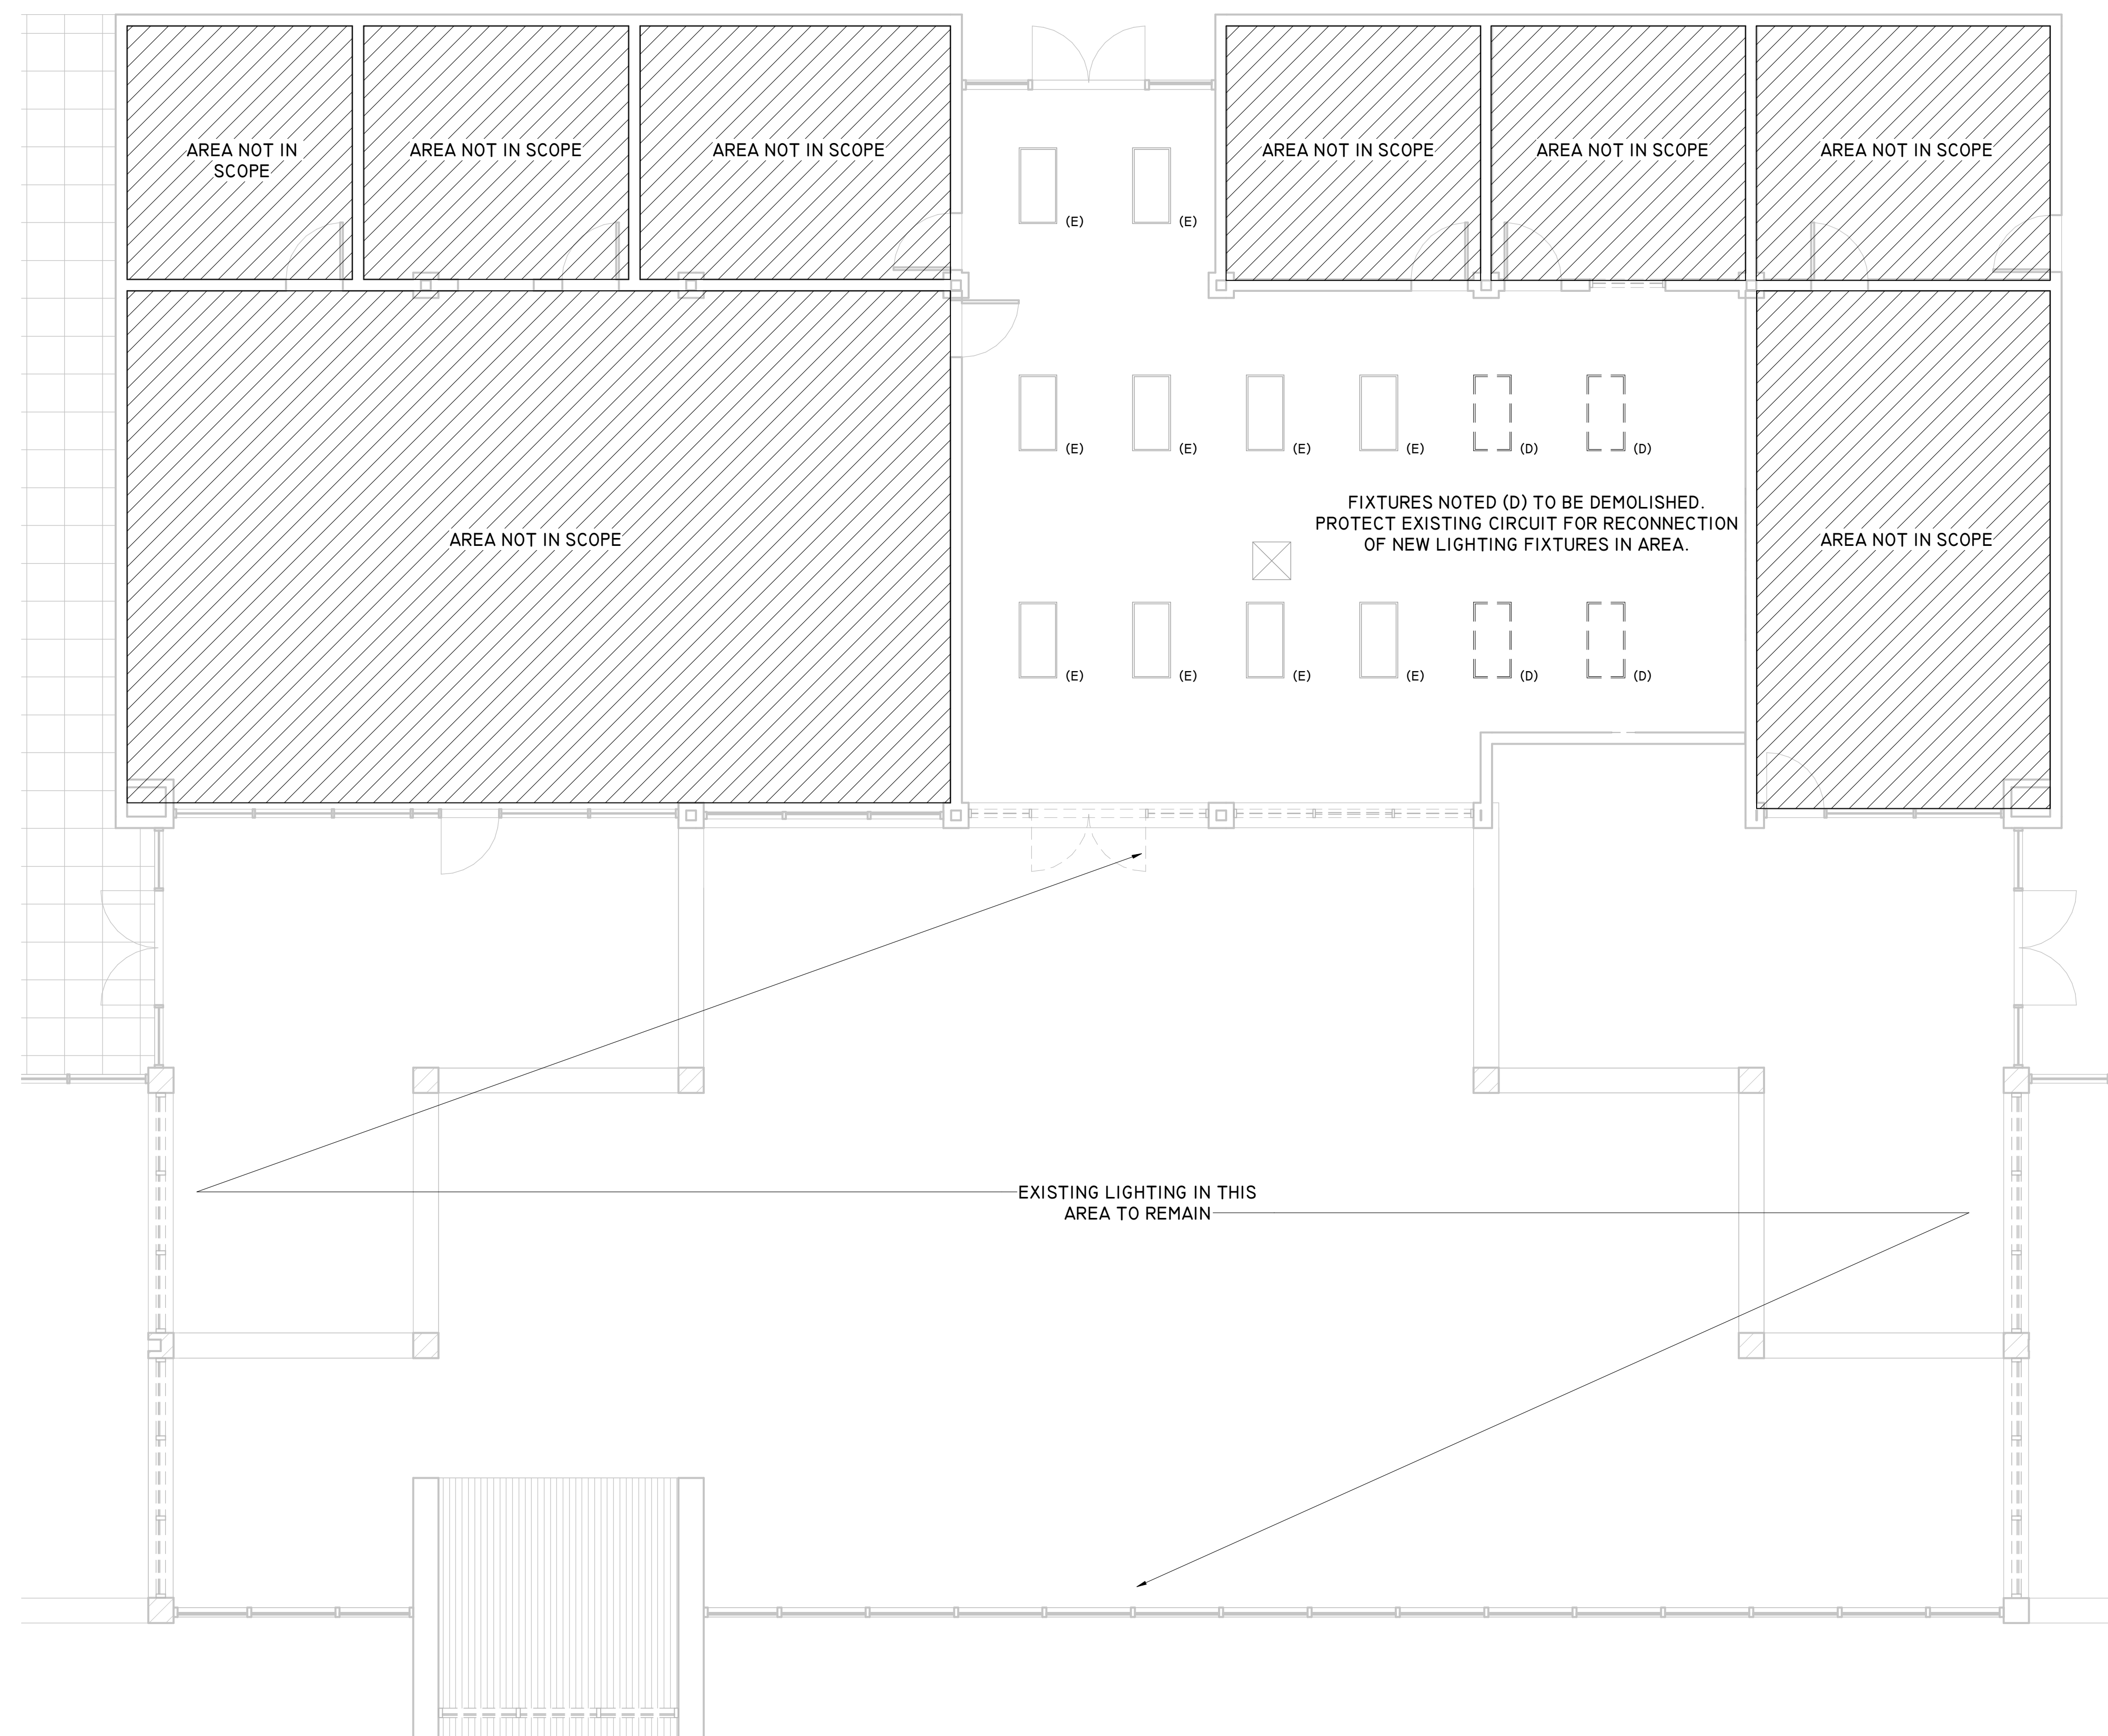 AREA NOT IN
SCOPE
AREA NOT IN SCOPE
AREA NOT IN SCOPE
AREA NOT IN SCOPE
AREA NOT IN SCOPE
AREA NOT IN SCOPE
(E)
(E)
(E)
(E)
(E)
(E)
(D)
(D)
FIXTURES NOTED (D) TO BE DEMOLISHED.
PROTECT EXISTING CIRCUIT FOR RECONNECTION
OF NEW LIGHTING FIXTURES IN AREA.
AREA NOT IN SCOPE
AREA NOT IN SCOPE
(E)
(E)
(E)
(E)
(D)
(D)
EXISTING LIGHTING IN THIS
AREA TO REMAIN